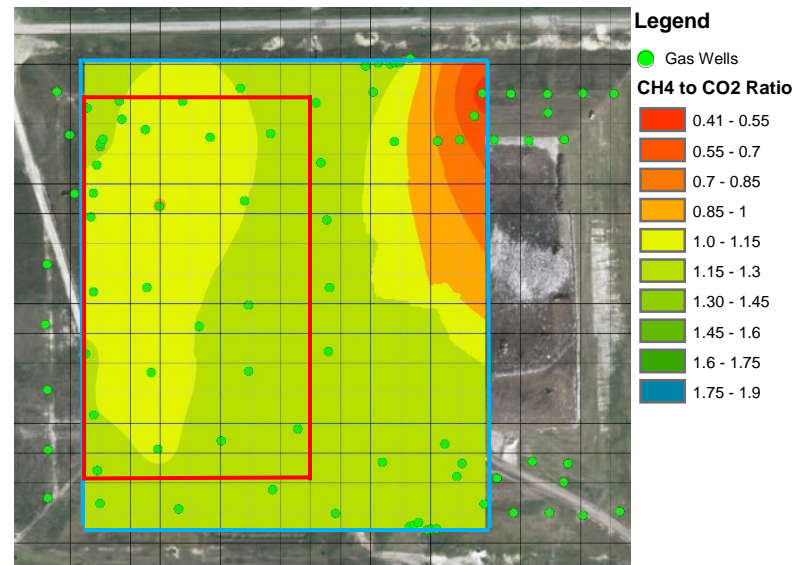 Legend
Gas Wells
CH4 to CO2 Ratio
0.41 - 0.55
0.55 - 0.7
0.7 - 0.85
0.85 - 1
1.0 - 1.15
1.15 - 1.3
1.30 - 1.45
1.45 - 1.6
1.6 - 1.75
1.75 - 1.9